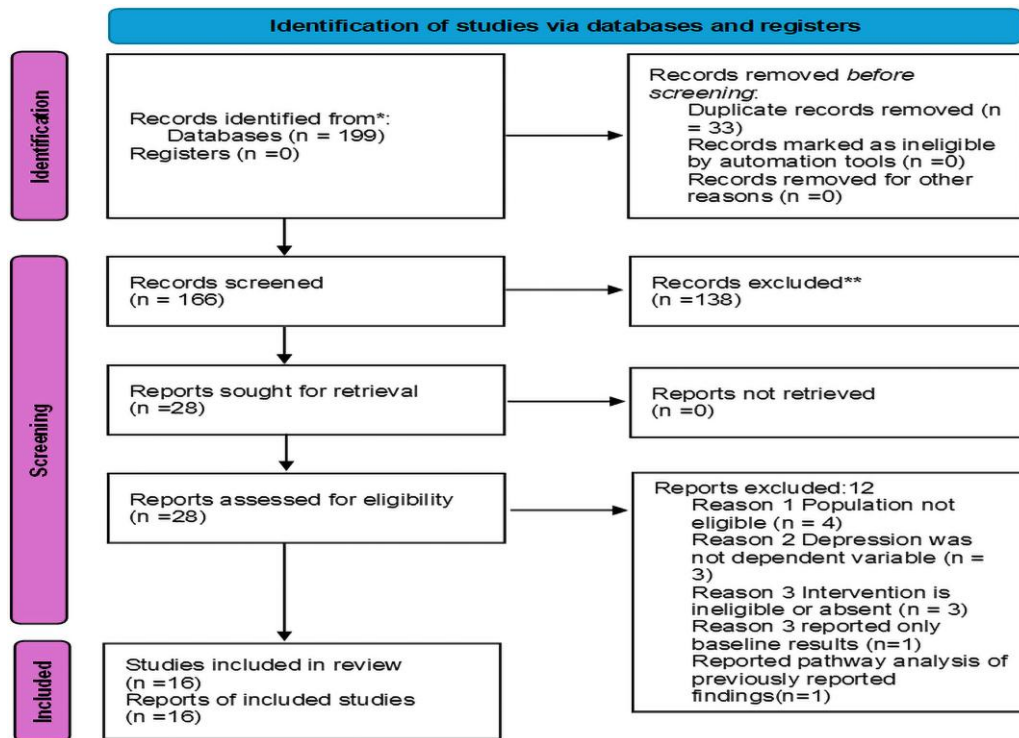 Identification of studies via databases and registers
Identification
Records identified from*:
Databases (n = 199)
Registers (n =0)
Records removed before
screening:
Duplicate records removed (n
= 33)
Records marked as ineligible
by automation tools (n =0)
Records removed for other
reasons (n =0)
Screening
Records screened
(n = 166)
Records excluded**
(n =138)
Reports sought for retrieval
(n =28)
Reports not retrieved
(n =0)
Reports assessed for eligibility
(n =28)
Reports excluded:12
Reason 1 Population not
eligible (n = 4)
Reason 2 Depression was
not dependent variable (n =
3)
Reason 3 Intervention is
ineligible or absent (n = 3)
Reason 3 reported only
baseline results (n=1)
Reported pathway analysis of
previously reported
findings(n=1)
Included
Studies included in review
(n =16)
Reports of included studies
(n =16)